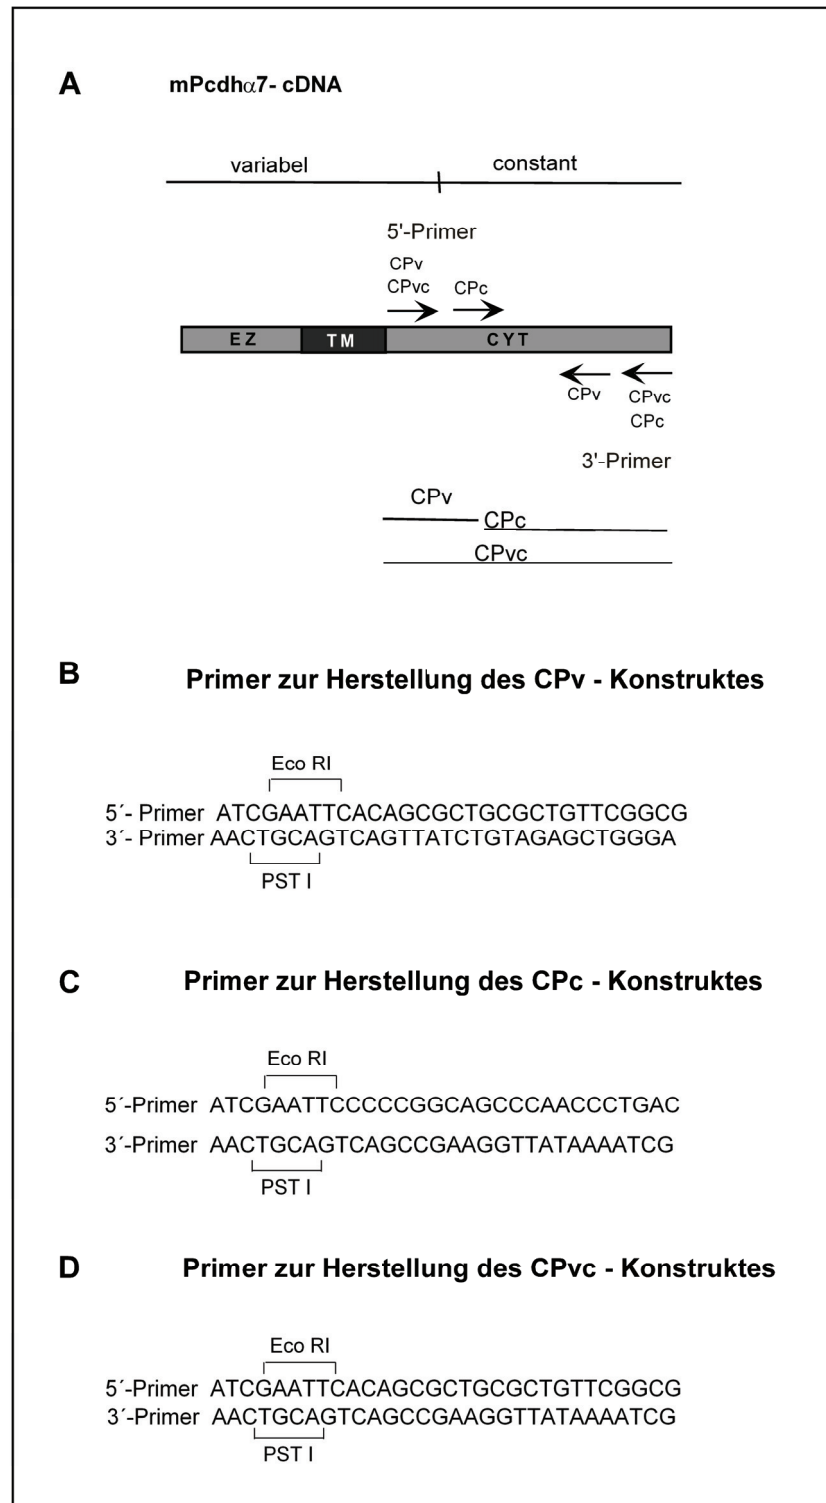 A mPcdhα7- cDNA
variabel constant
5'-Primer
CPv
CPvc CPc
EZ TM CYT
CPv CPvc
CPc
3'-Primer
CPv
CPc
CPvc
B Primer zur Herstellung des CPv - Konstruktes
Eco RI
5´- Primer ATCGAATTCACAGCGCTGCGCTGTTCGGCG
3´- Primer AACTGCAGTCAGTTATCTGTAGAGCTGGGA
PST I
C Primer zur Herstellung des CPc - Konstruktes
Eco RI
5´-Primer ATCGAATTCCCCCGGCAGCCCAACCCTGAC
3´-Primer AACTGCAGTCAGCCGAAGGTTATAAAATCG
PST I
D Primer zur Herstellung des CPvc - Konstruktes
Eco RI
5´-Primer ATCGAATTCACAGCGCTGCGCTGTTCGGCG
3´-Primer AACTGCAGTCAGCCGAAGGTTATAAAATCG
PST I